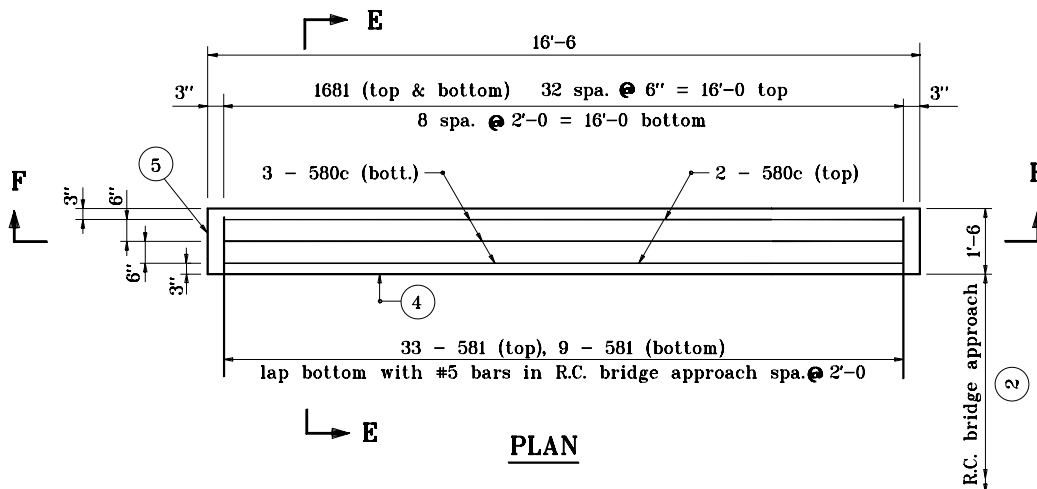 E
16'-6
3" 1681 (top & bottom) 32 spa. @ 6" = 16'-0 top 3"
8 spa. @ 2'-0 = 16'-0 bottom
5
3 - 580c (bott.) 2 - 580c (top)
F
3"
6"
6"
3"
1'-6
4
33 - 581 (top), 9 - 581 (bottom)
lap bottom with #5 bars in R.C. bridge approach spa. @ 2'-0
R.C. bridge approach
2
E
PLAN